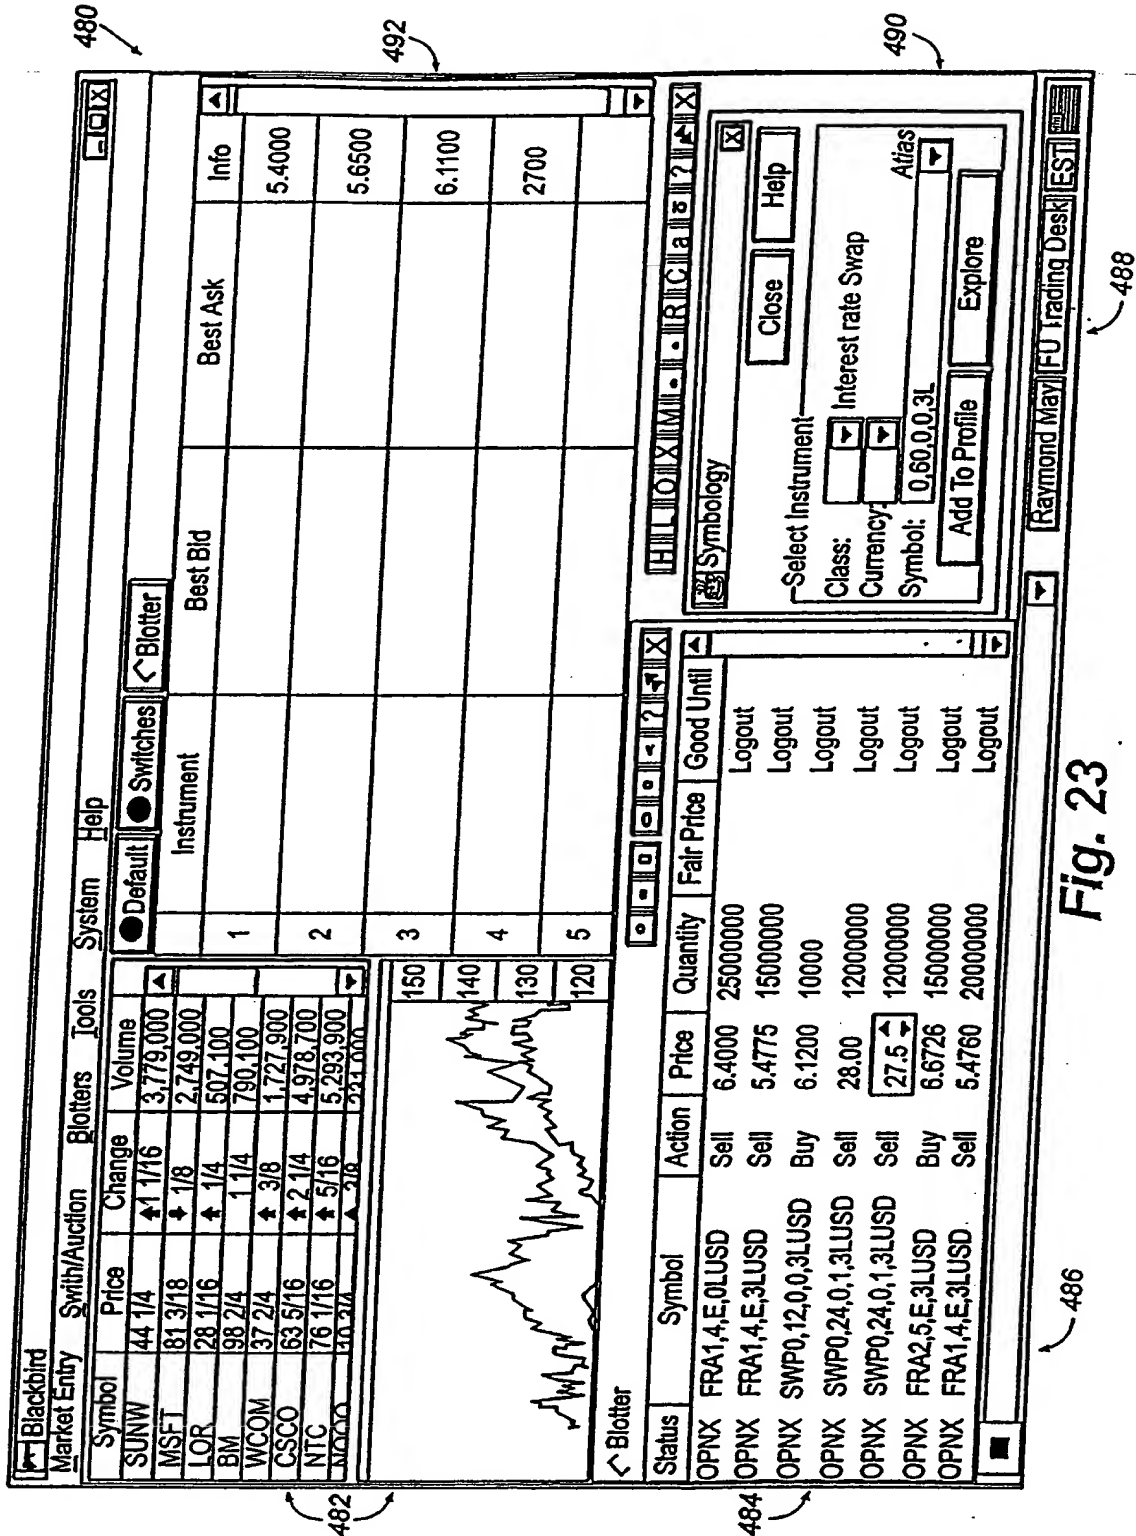 480
Blackbird
Market Entry Swith/Auction Blotters Tools System Help
Symbol Price Change Volume
SUNW 44 1/4 1 1/16 3,779,000
MSFT 81 3/18 1/8 2,749,000
LOR 28 1/16 1/4 507,100
BM 98 2/4 1 1/4 790,100
WCOM 37 2/4 3/8 1,727,900
CSCO 63 5/16 2 1/4 4,978,700
NTC 76 1/16 5/16 5,293,900
482
150
140
130
120
Default Switches Blotter
Instrument Best Bid Best Ask Info
1 5.4000
2 5.6500
3 6.1100
4 2700
5
492
Blotter
Status Symbol Action Price Quantity Fair Price Good Until
OPNX FRA1,4,E,0LUSD Sell 6.4000 25000000 Logout
OPNX FRA1,4,E,3LUSD Sell 5.4775 15000000 Logout
OPNX SWP0,12,0,0,3LUSD Buy 6.1200 10000 Logout
OPNX SWP0,24,0,1,3LUSD Sell 28.00 12000000 Logout
OPNX SWP0,24,0,1,3LUSD Sell 27.5 12000000 Logout
OPNX FRA2,5,E,3LUSD Buy 6.6726 15000000 Logout
OPNX FRA1,4,E,3LUSD Sell 5.4760 20000000 Logout
484
486
H L O X M R C a ŏ ?
Symbology
Close Help
Select Instrument
Class: Interest rate Swap
Currency:
Symbol: 0,60,0,0,3L Atlas
Add To Profile Explore
490
Raymond May FU Trading Desk EST
488
Fig. 23